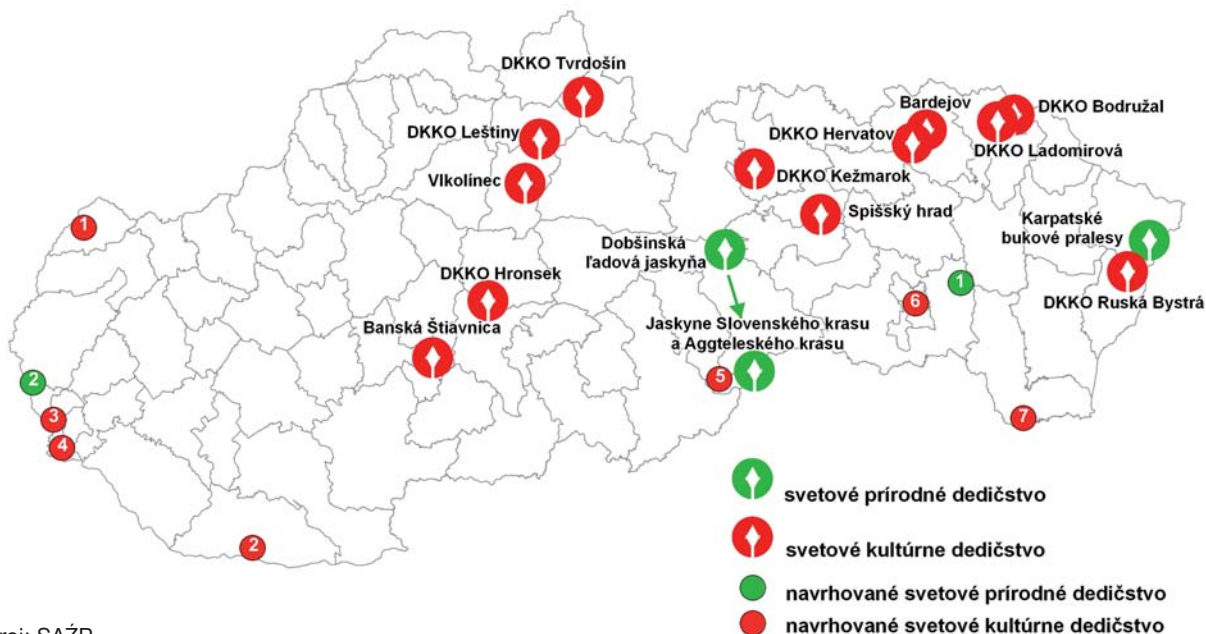 DKKO Tvrdošín
DKKO Leštiny
Vlkolínec
Bardejov
DKKO Bodružal
DKKO Hervatov
DKKO Ladomirová
DKKO Kežmarok
Spišský hrad
Karpatské
bukové pralesy
DKKO Ruská Bystrá
Dobšinská
ľadová jaskyňa
DKKO Hronsek
Banská Štiavnica
Jaskyne Slovenského krasu
a Aggteleského krasu
1
2
3
4
2
5
6
1
7
svetové prírodné dedičstvo
svetové kultúrne dedičstvo
navrhované svetové prírodné dedičstvo
navrhované svetové kultúrne dedičstvo